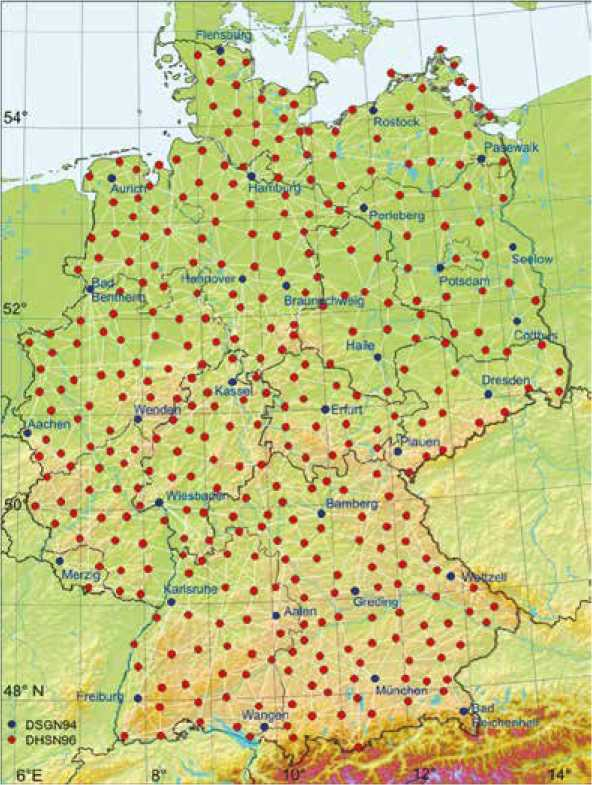 Flensburg
54°
Rostock
Pasewalk
Aurich
Hamburg
Perleberg
Seelow
Hannover
Potsdam
Bad
Bentheim
Braunschweig
52°
Cottbus
Halle
Dresden
Kassel
Wenden
Erfurt
Aachen
Plauen
50°
Wiesbaden
Bamberg
Merzig
Wettzell
Karlsruhe
Greding
Aalen
48° N
München
Freiburg
Bad
Reichenhall
Wangen
DSGN94
DHSN96
6°E
8°
10°
12°
14°